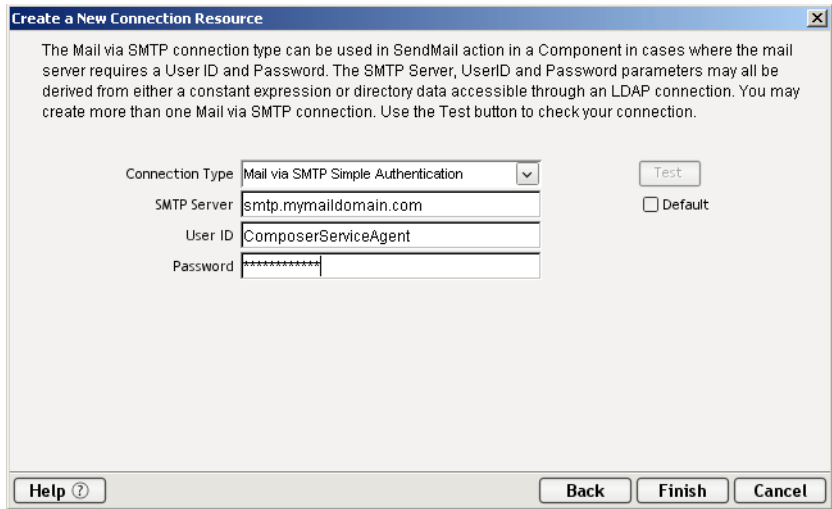 Create a New Connection Resource
The Mail via SMTP connection type can be used in SendMail action in a Component in cases where the mail
server requires a User ID and Password. The SMTP Server, UserID and Password parameters may all be
derived from either a constant expression or directory data accessible through an LDAP connection. You may
create more than one Mail via SMTP connection. Use the Test button to check your connection.
Connection Type Mail via SMTP Simple Authentication Test
SMTP Server smtp.mymaildomain.com Default
User ID ComposerServiceAgent
Password ************
Help ? Back Finish Cancel